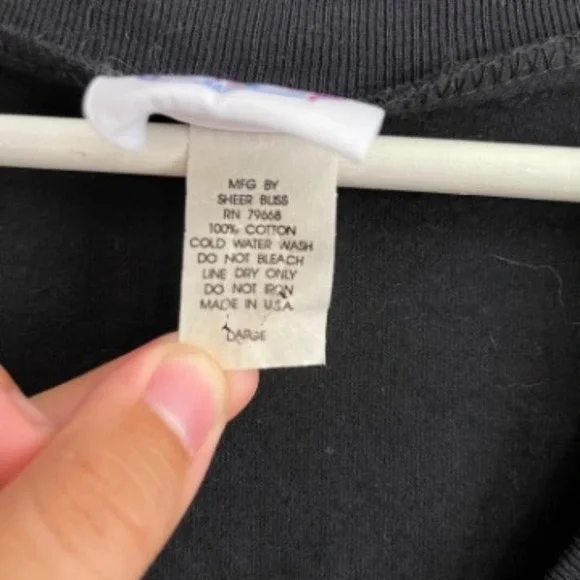 MFG BY
SHEER BLISS
RN 79668
100% COTTON
COLD WATER WASH
DO NOT BLEACH
LINE DRY ONLY
DO NOT IRON
MADE IN U.S.A.
LARGE